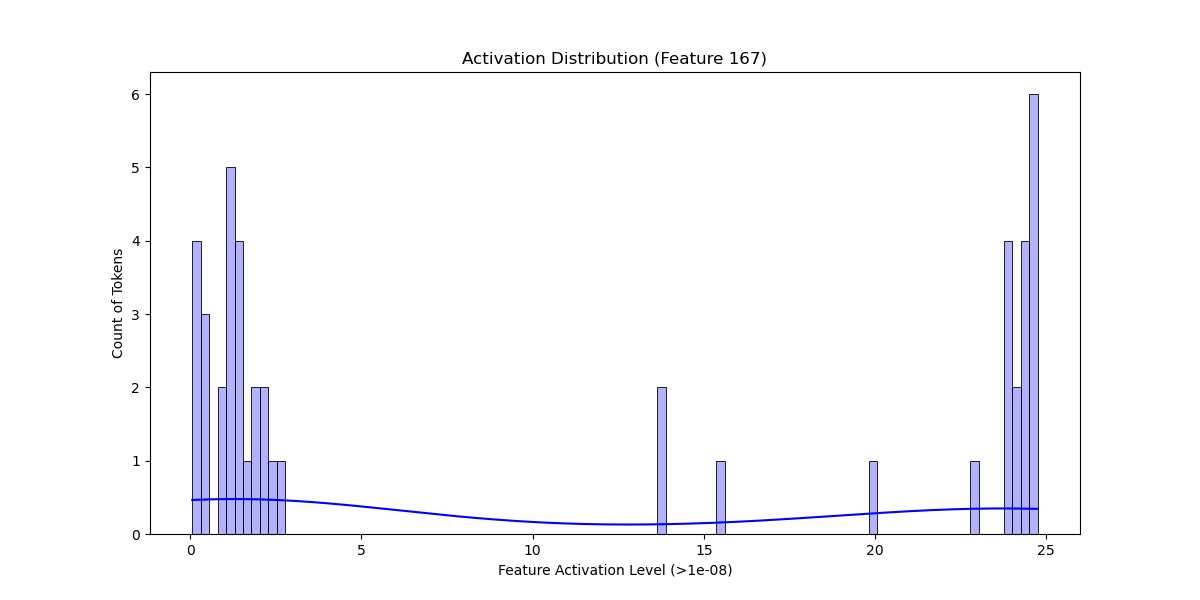 Activation Distribution (Feature 167)
6
5
4
3
2
1
0
Count of Tokens
0 5 10 15 20 25
Feature Activation Level (>1e-08)